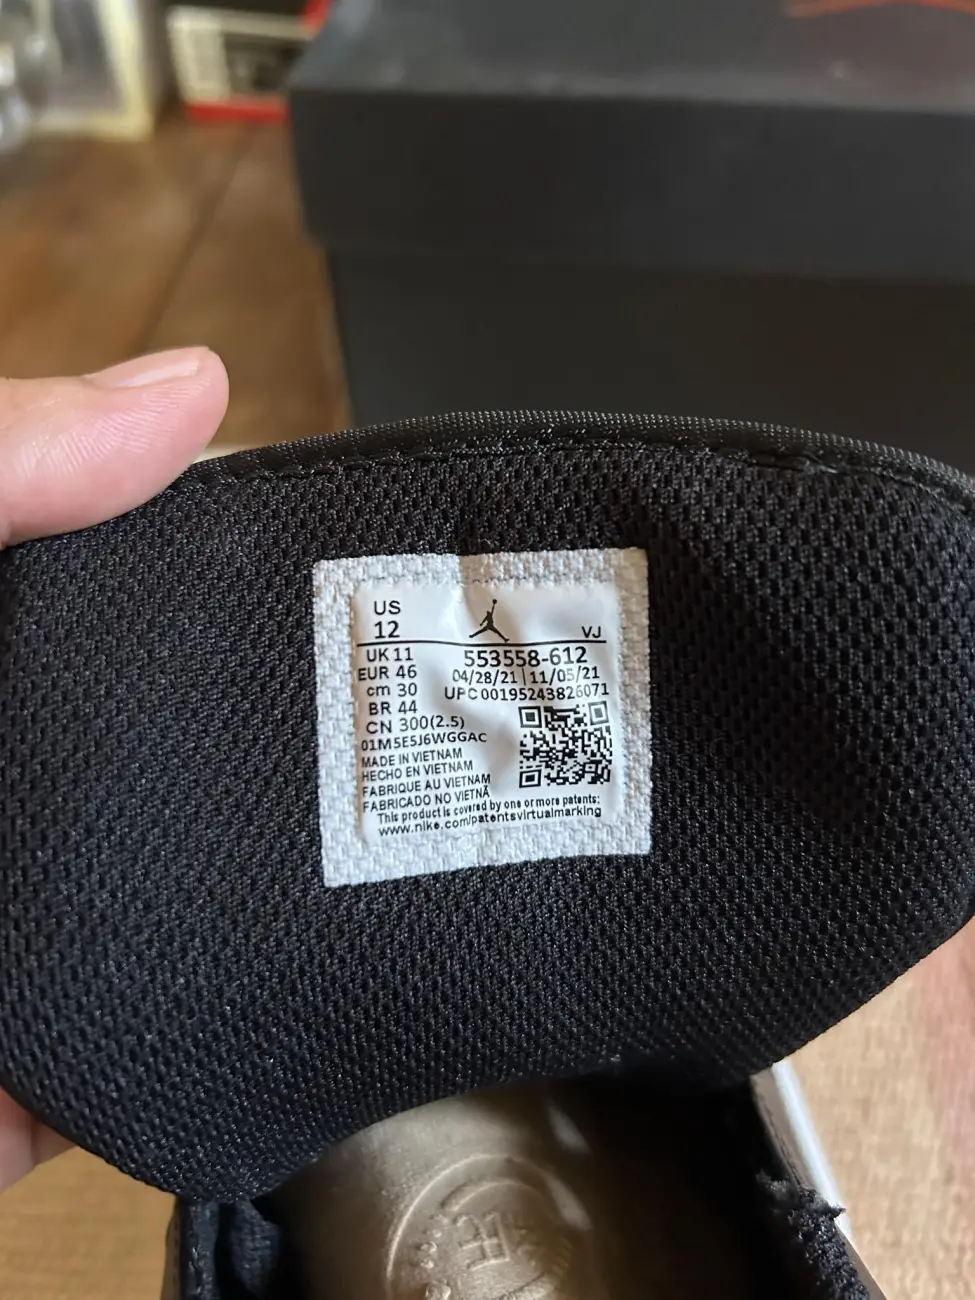 US
12
VJ
UK 11
553558-612
EUR 46
04/28/21 | 11/05/21
cm 30
UPC 00195243826071
BR 44
CN 300(2.5)
01M5E5J6WGGAC
MADE IN VIETNAM
HECHO EN VIETNAM
FABRIQUE AU VIETNAM
FABRICADO NO VIETNÃ
This product is covered by one or more patents:
www.nike.com/patentsvirtualmarking